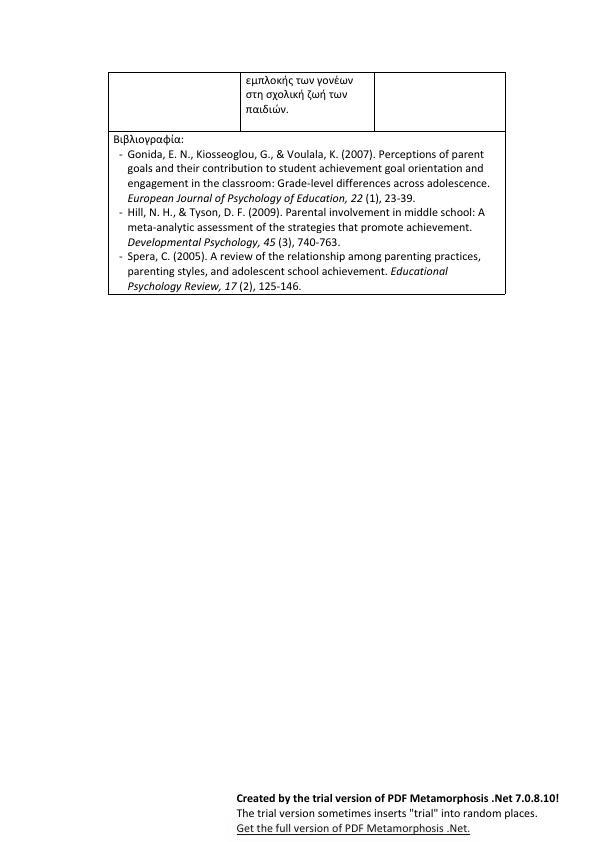 εμπλοκής των γονέων
στη σχολική ζωή των
παιδιών.
Βιβλιογραφία:
- Gonida, E. N., Kiosseoglou, G., & Voulala, K. (2007). Perceptions of parent
goals and their contribution to student achievement goal orientation and
engagement in the classroom: Grade-level differences across adolescence.
European Journal of Psychology of Education, 22 (1), 23-39.
- Hill, N. H., & Tyson, D. F. (2009). Parental involvement in middle school: A
meta-analytic assessment of the strategies that promote achievement.
Developmental Psychology, 45 (3), 740-763.
- Spera, C. (2005). A review of the relationship among parenting practices,
parenting styles, and adolescent school achievement. Educational
Psychology Review, 17 (2), 125-146.
Created by the trial version of PDF Metamorphosis .Net 7.0.8.10!
The trial version sometimes inserts "trial" into random places.
Get the full version of PDF Metamorphosis .Net.